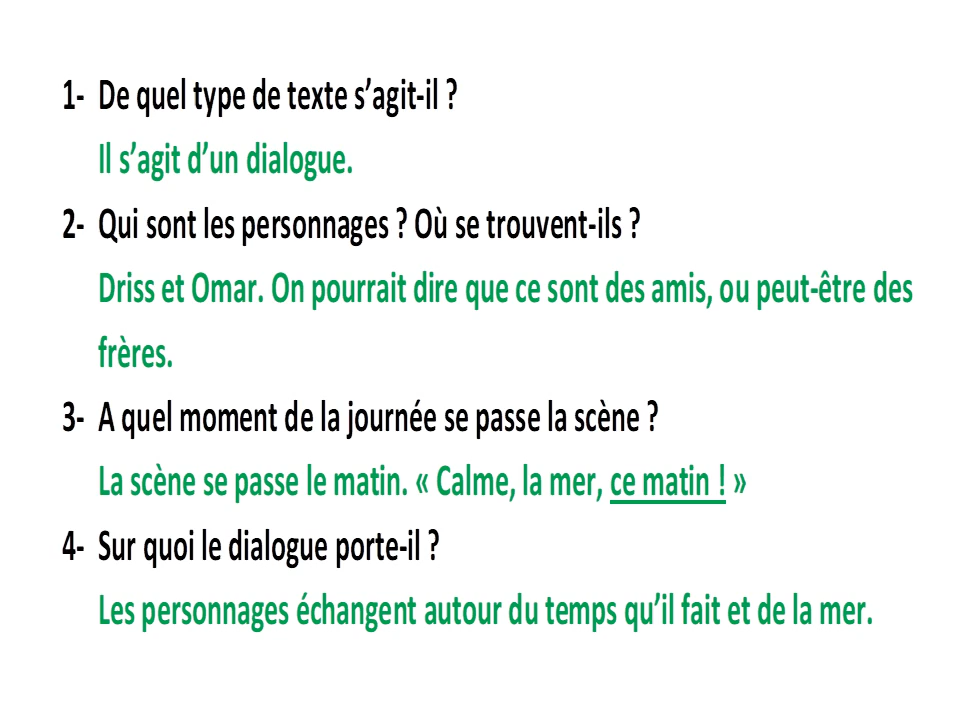 1- De quel type de texte s’agit-il ?
Il s’agit d’un dialogue.
2- Qui sont les personnages ? Où se trouvent-ils ?
Driss et Omar. On pourrait dire que ce sont des amis, ou peut-être des
frères.
3- A quel moment de la journée se passe la scène ?
La scène se passe le matin. « Calme, la mer, ce matin ! »
4- Sur quoi le dialogue porte-il ?
Les personnages échangent autour du temps qu’il fait et de la mer.